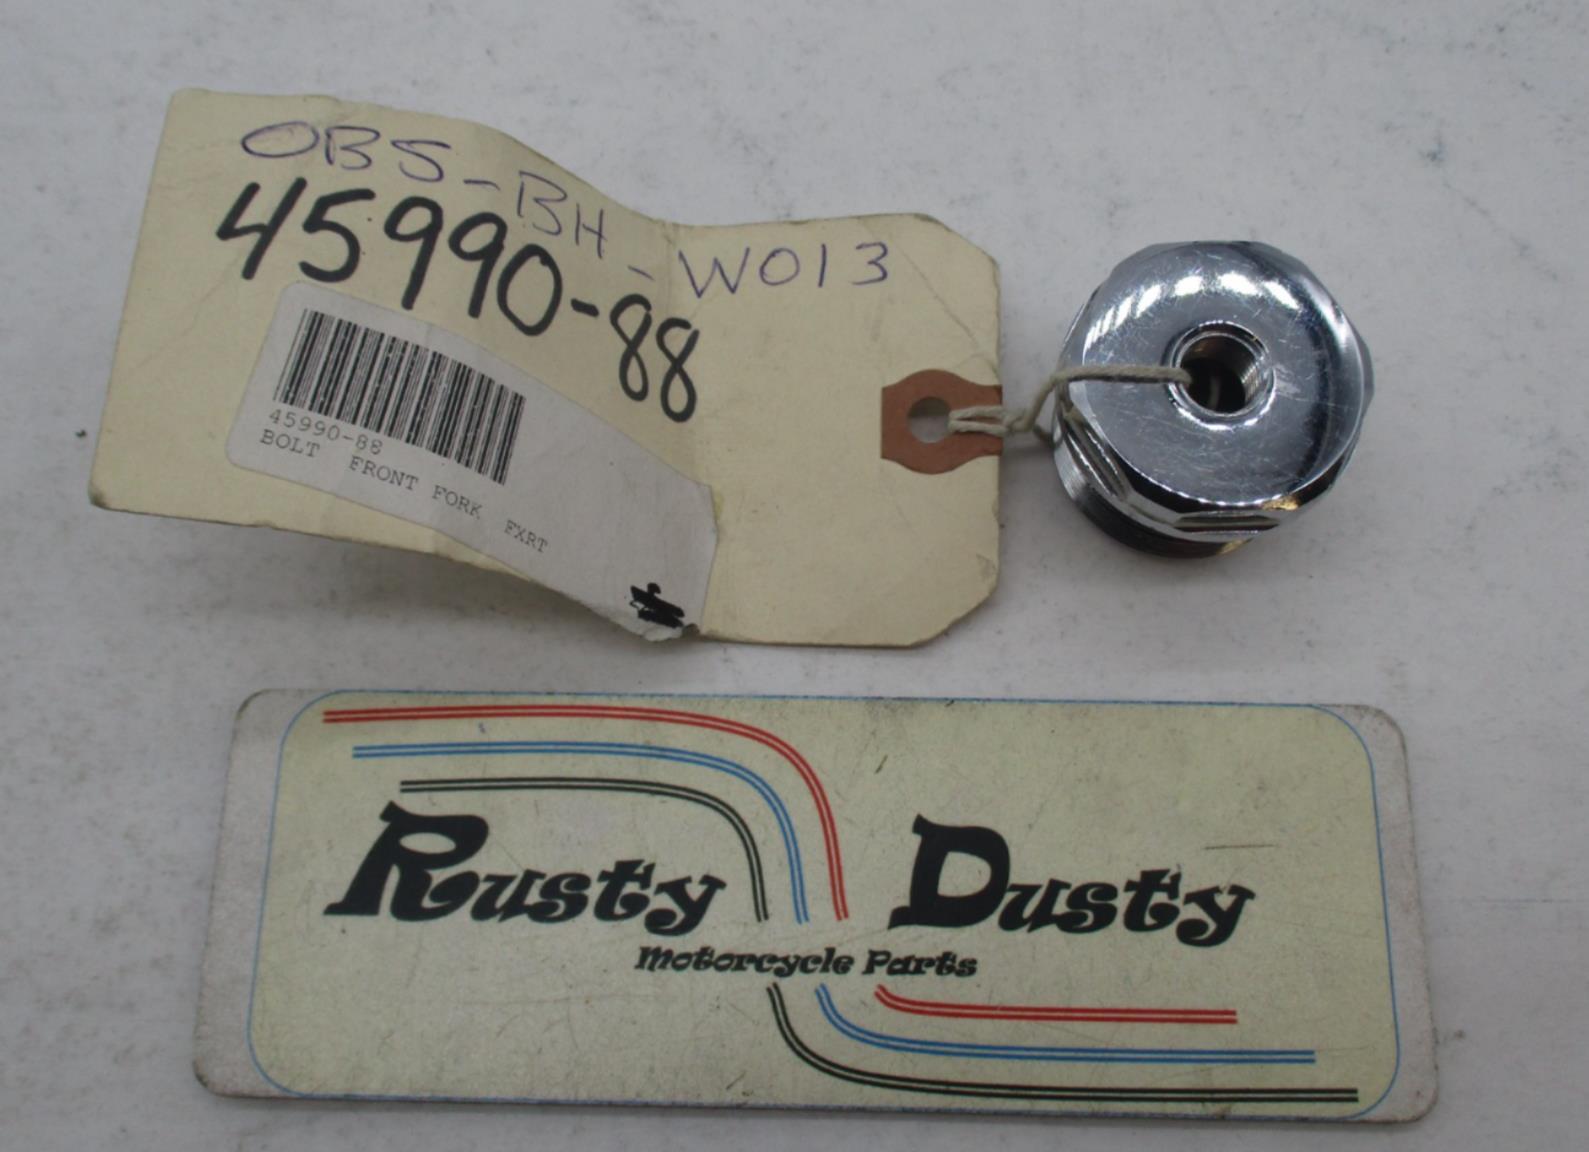 OBS-BH-W013
45990-88
45990-88
BOLT FRONT FORK FXRT
Rusty Dusty
Motorcycle Parts